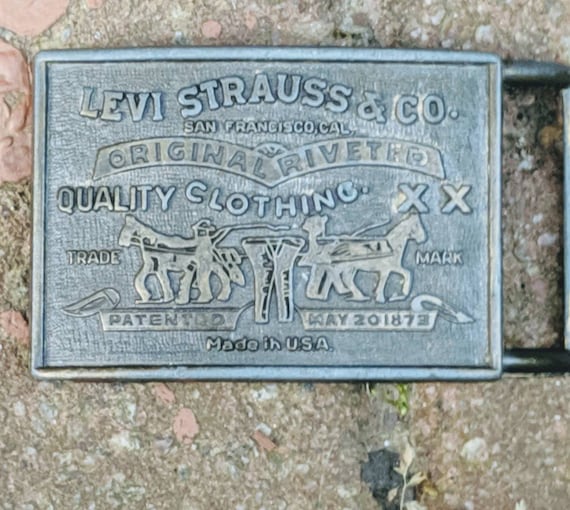 LEVI STRAUSS & CO.
SAN FRANCISCO, CAL.
ORIGINAL RIVETED
QUALITY CLOTHING. XX
TRADE MARK
PATENTED MAY 20 1873
Made in U.S.A.